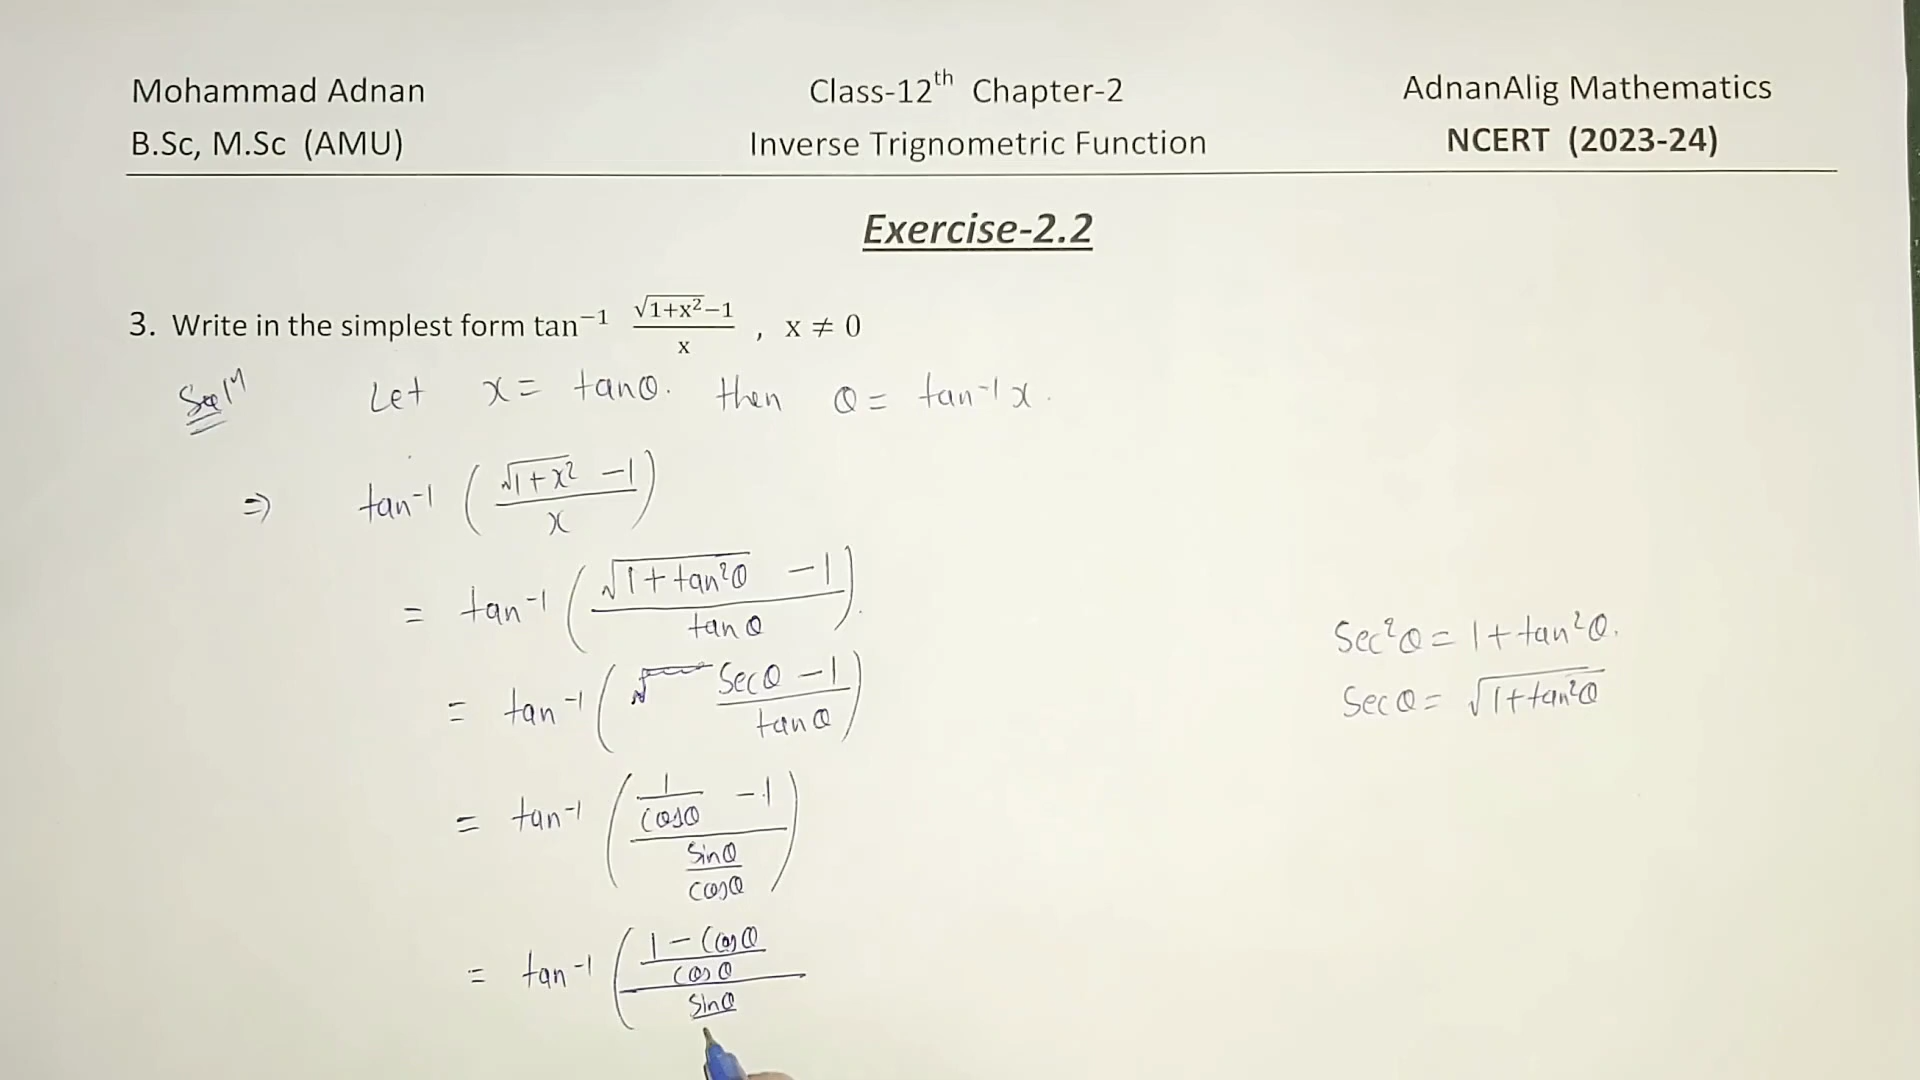 Mohammad Adnan Class-12th Chapter-2 AdnanAlig Mathematics
B.Sc, M.Sc (AMU) Inverse Trignometric Function NCERT (2023-24)
Exercise-2.2
3. Write in the simplest form tan⁻¹ (√(1+x²)−1)/x , x ≠ 0
Solⁿ Let x = tanθ. then θ = tan⁻¹x.
⇒ tan⁻¹ ((√(1+x²) −1)/x)
= tan⁻¹ ((√(1+tan²θ) −1)/tanθ).
= tan⁻¹ ((secθ −1)/tanθ)
= tan⁻¹ ((1/cosθ −1)/(sinθ/cosθ))
= tan⁻¹ (((1−cosθ)/cosθ)/sinθ
Sec²θ = 1+tan²θ.
Secθ = √(1+tan²θ)